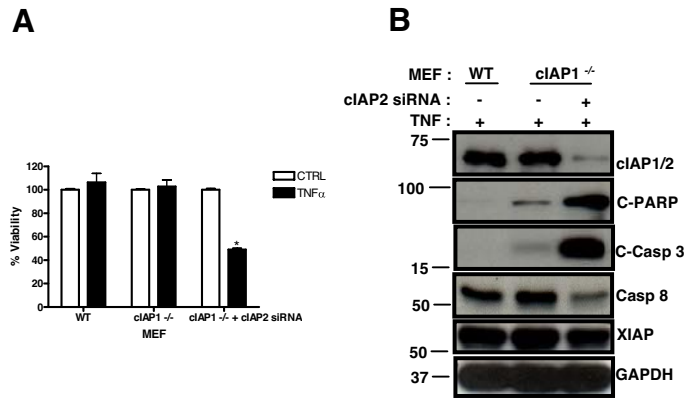 A
120
100
80
60
40
20
0
% Viability
*
CTRL
TNFα
WT
cIAP1 -/-
cIAP1 -/- + cIAP2 siRNA
MEF
B
MEF : WT cIAP1 -/-
cIAP2 siRNA : - - +
TNF : + + +
75
cIAP1/2
100
C-PARP
C-Casp 3
15
Casp 8
50
XIAP
50
GAPDH
37